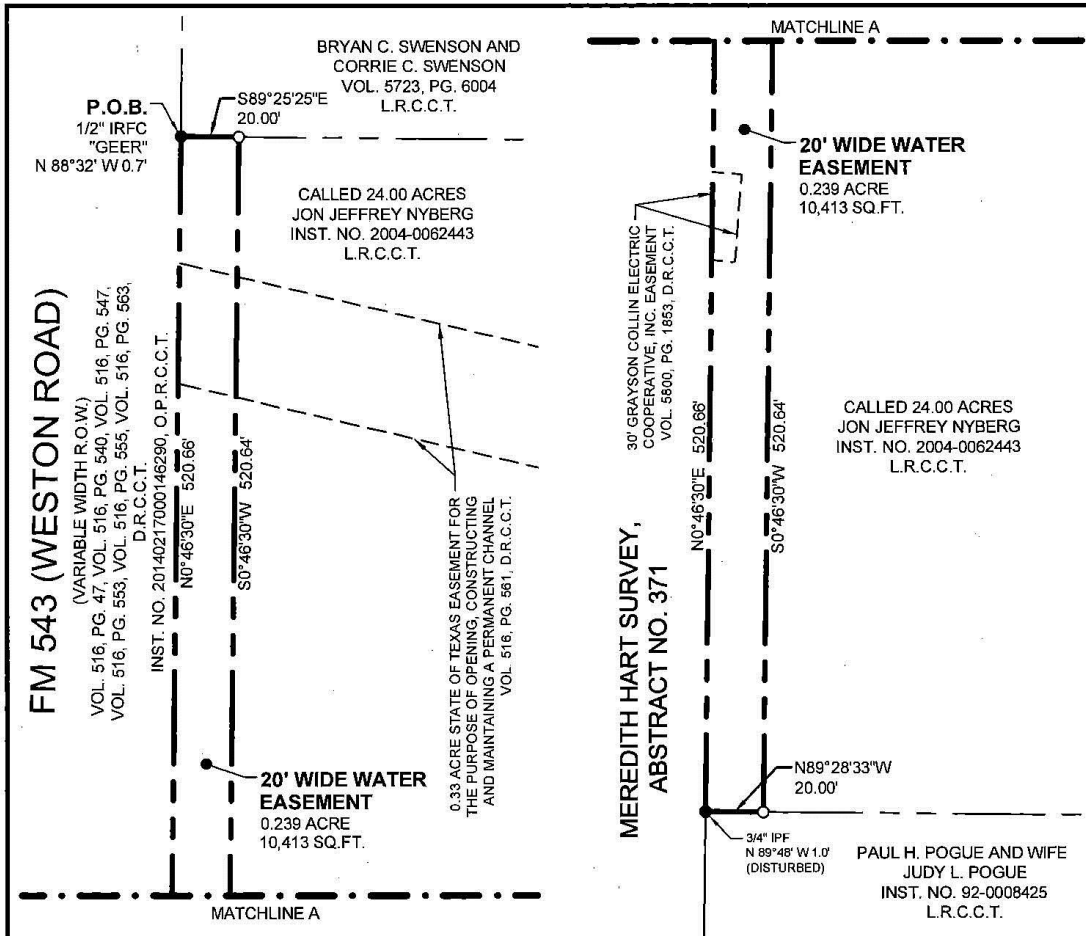 BRYAN C. SWENSON AND
CORRIE C. SWENSON
VOL. 5723, PG. 6004
L.R.C.C.T.
P.O.B.
1/2" IRFC
"GEER"
N 88°32' W 0.7'
S89°25'25"E
20.00'
CALLED 24.00 ACRES
JON JEFFREY NYBERG
INST. NO. 2004-0062443
L.R.C.C.T.
FM 543 (WESTON ROAD)
(VARIABLE WIDTH R.O.W.)
VOL. 516, PG. 47, VOL. 516, PG. 540, VOL. 516, PG. 547,
VOL. 516, PG. 553, VOL. 516, PG. 555, VOL. 516, PG. 563,
D.R.C.C.T.
INST. NO. 20140217000146290, O.P.R.C.C.T.
N0°46'30"E 520.66'
S0°46'30"W 520.64'
0.33 ACRE STATE OF TEXAS EASEMENT FOR
THE PURPOSE OF OPENING, CONSTRUCTING
AND MAINTAINING A PERMANENT CHANNEL
VOL. 516, PG. 561, D.R.C.C.T.
20' WIDE WATER
EASEMENT
0.239 ACRE
10,413 SQ.FT.
MATCHLINE A
MATCHLINE A
20' WIDE WATER
EASEMENT
0.239 ACRE
10,413 SQ.FT.
30' GRAYSON COLLIN ELECTRIC
COOPERATIVE, INC. EASEMENT
VOL. 5800, PG. 1853, D.R.C.C.T.
N0°46'30"E 520.66'
S0°46'30"W 520.64'
CALLED 24.00 ACRES
JON JEFFREY NYBERG
INST. NO. 2004-0062443
L.R.C.C.T.
MEREDITH HART SURVEY,
ABSTRACT NO. 371
N89°28'33"W
20.00'
3/4" IPF
N 89°48' W 1.0'
(DISTURBED)
PAUL H. POGUE AND WIFE
JUDY L. POGUE
INST. NO. 92-0008425
L.R.C.C.T.